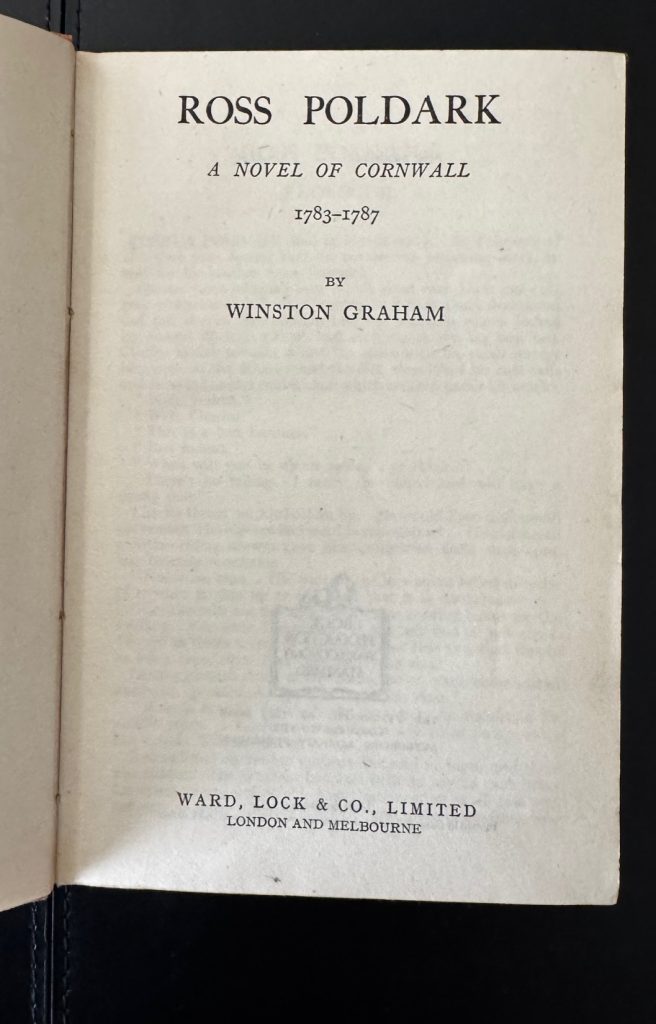 ROSS POLDARK
A NOVEL OF CORNWALL
1783–1787
BY
WINSTON GRAHAM
WARD, LOCK & CO., LIMITED
LONDON AND MELBOURNE